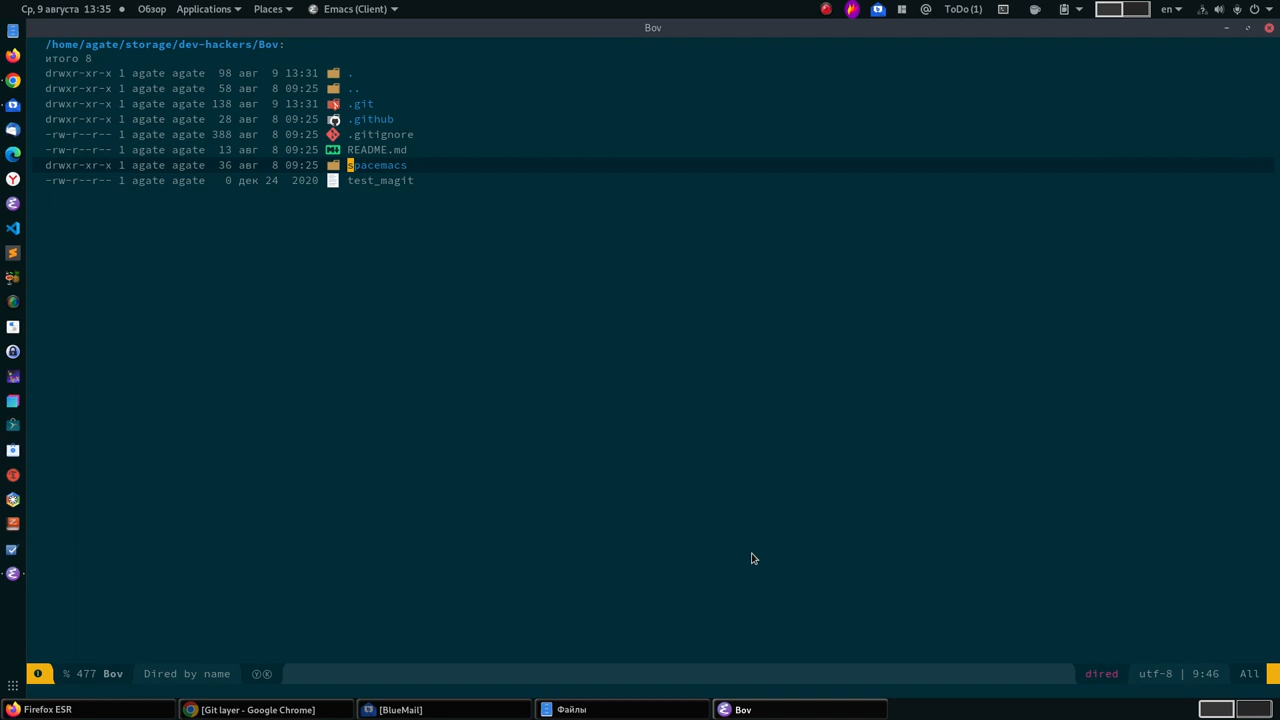 Ср, 9 августа 13:35 Обзор Applications Places Emacs (Client) ToDo (1) en
Bov
/home/agate/storage/dev-hackers/Bov:
итого 8
drwxr-xr-x 1 agate agate 98 авг 9 13:31 .
drwxr-xr-x 1 agate agate 58 авг 8 09:25 ..
drwxr-xr-x 1 agate agate 138 авг 9 13:31 .git
drwxr-xr-x 1 agate agate 28 авг 8 09:25 .github
-rw-r--r-- 1 agate agate 388 авг 8 09:25 .gitignore
-rw-r--r-- 1 agate agate 13 авг 8 09:25 README.md
drwxr-xr-x 1 agate agate 36 авг 8 09:25 spacemacs
-rw-r--r-- 1 agate agate 0 дек 24 2020 test_magit
% 477 Bov Dired by name ⓨⓚ dired utf-8 | 9:46 All
Firefox ESR [Git layer - Google Chrome] [BlueMail] Файлы Bov